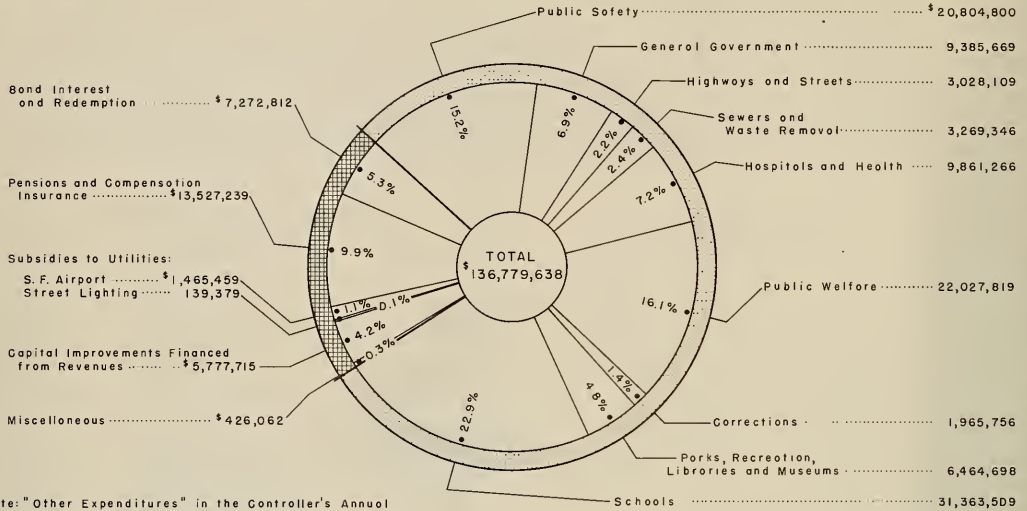 Public Safety $20,804,800
General Government 9,385,669
Highways and Streets 3,028,109
Sewers and
Waste Removal 3,269,346
Hospitals and Health 9,861,266
Public Welfare 22,027,819
Corrections 1,965,756
Parks, Recreation,
Libraries and Museums 6,464,698
Schools 31,363,509
Bond Interest
and Redemption $7,272,812
Pensions and Compensation
Insurance $13,527,239
Subsidies to Utilities:
S.F. Airport $1,465,459
Street Lighting 139,379
Capital Improvements Financed
from Revenues $5,777,715
Miscellaneous $426,062
15.2%
6.9%
2.2%
2.4%
7.2%
16.1%
1.4%
4.8%
22.9%
0.3%
4.2%
0.1%
1.1%
9.9%
5.3%
TOTAL
$136,779,638
te: "Other Expenditures" in the Controller's Annual